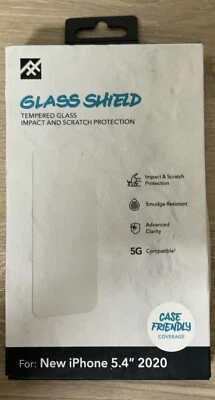 GLASS SHIELD
TEMPERED GLASS
IMPACT AND SCRATCH PROTECTION
Impact & Scratch
Protection
Smudge Resistant
Advanced
Clarity
5G Compatible†
CASE
FRIENDLY
COVERAGE
For: New iPhone 5.4” 2020